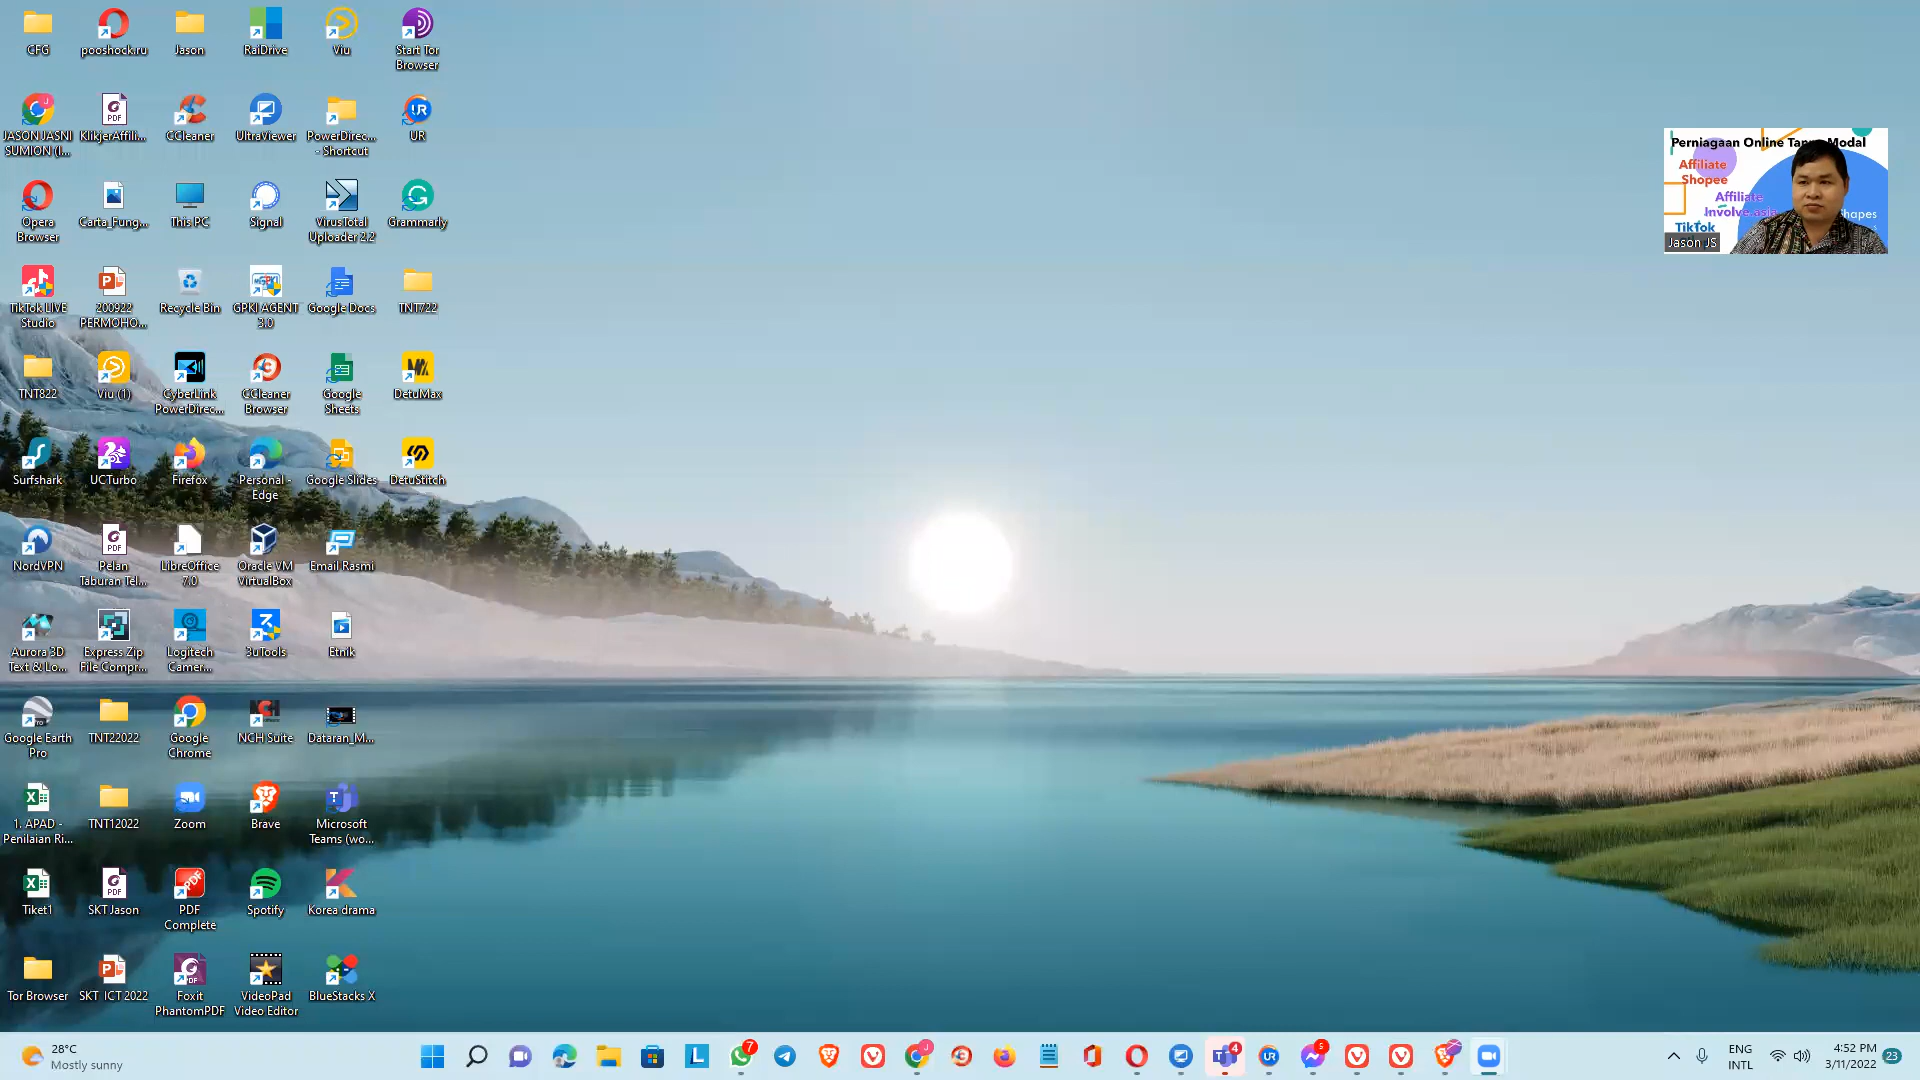 CFG
pooshock.ru
Jason
RaiDrive
Viu
Start Tor
Browser
JASON JASNI
SUMION (I...
KlikjerAffili...
CCleaner
UltraViewer
PowerDirec...
- Shortcut
UR
Opera
Browser
Carta_Fung...
This PC
Signal
VirusTotal
Uploader 2.2
Grammarly
TikTok LIVE
Studio
200922
PERMOHO...
Recycle Bin
GPKI AGENT
3.0
Google Docs
TNT722
TNT822
Viu (1)
CyberLink
PowerDirec...
CCleaner
Browser
Google
Sheets
DetuMax
Surfshark
UCTurbo
Firefox
Personal -
Edge
Google Slides
DetuStitch
NordVPN
Pelan
Taburan Tel...
LibreOffice
7.0
Oracle VM
VirtualBox
Email Rasmi
Aurora 3D
Text & Lo...
Express Zip
File Compr...
Logitech
Camer...
3uTools
Etnik
Google Earth
Pro
TNT22022
Google
Chrome
NCH Suite
Dataran_M...
1. APAD -
Penilaian Ri...
TNT12022
Zoom
Brave
Microsoft
Teams (wo...
Tiket1
SKT Jason
PDF
Complete
Spotify
Korea drama
Tor Browser
SKT ICT 2022
Foxit
PhantomPDF
VideoPad
Video Editor
BlueStacks X
Perniagaan Online Tanpa Modal
Affiliate
Shopee
Affiliate
Involve.asia
TikTok
Shapes
Jason JS
28°C
Mostly sunny
7
4
5
ENG
INTL
4:52 PM
3/11/2022
23